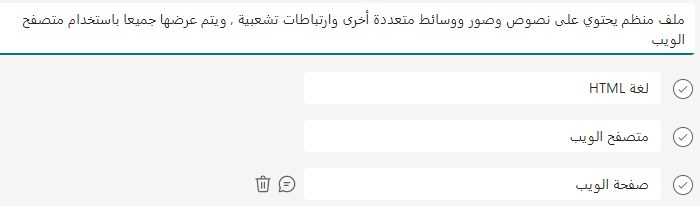 ملف منظم يحتوي على نصوص وصور ووسائط متعددة أخرى وارتباطات تشعبية , ويتم عرضها جميعا باستخدام متصفح
الويب
لغة HTML
متصفح الويب
صفحة الويب